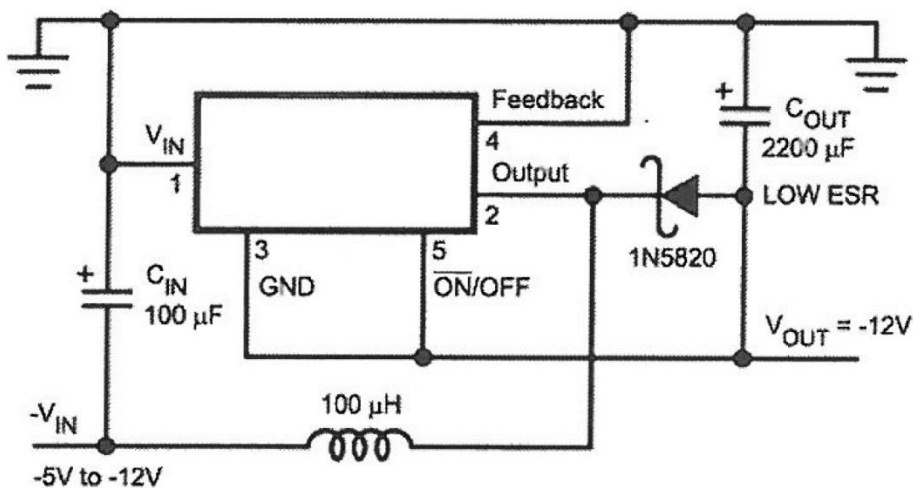 Feedback
4
+
C_OUT
2200 µF
V_IN
1
Output
2
LOW ESR
1N5820
3
GND
5
O̅N̅/OFF
+
C_IN
100 µF
V_OUT = -12V
100 µH
-V_IN
-5V to -12V